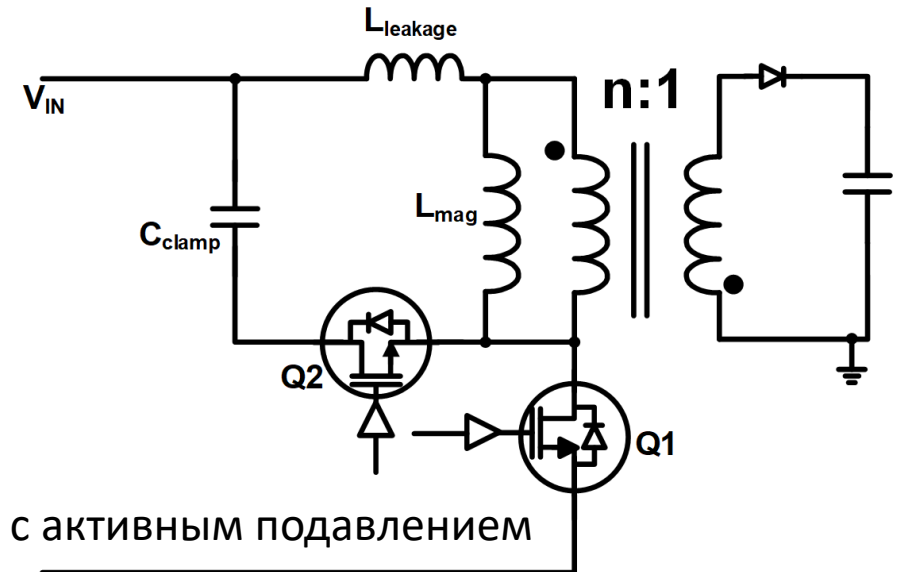 L_leakage
V_IN
n:1
L_mag
C_clamp
Q2
Q1
с активным подавлением